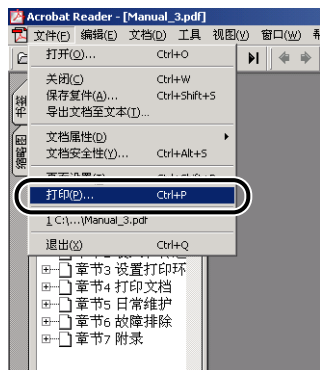 Acrobat Reader - [Manual_3.pdf]
文件(F) 编辑(E) 文档(D) 工具 视图(V) 窗口(W)
打开(O)... Ctrl+O
关闭(C) Ctrl+W
保存复件(A)... Ctrl+Shift+S
导出文档至文本(T)...
文档属性(D)
文档安全性(Y)... Ctrl+Alt+S
打印(P)... Ctrl+P
1 C:\...\Manual_3.pdf
退出(X) Ctrl+Q
缩略图
章节3 设置打印环
章节4 打印文档
章节5 日常维护
章节6 故障排除
章节7 附录